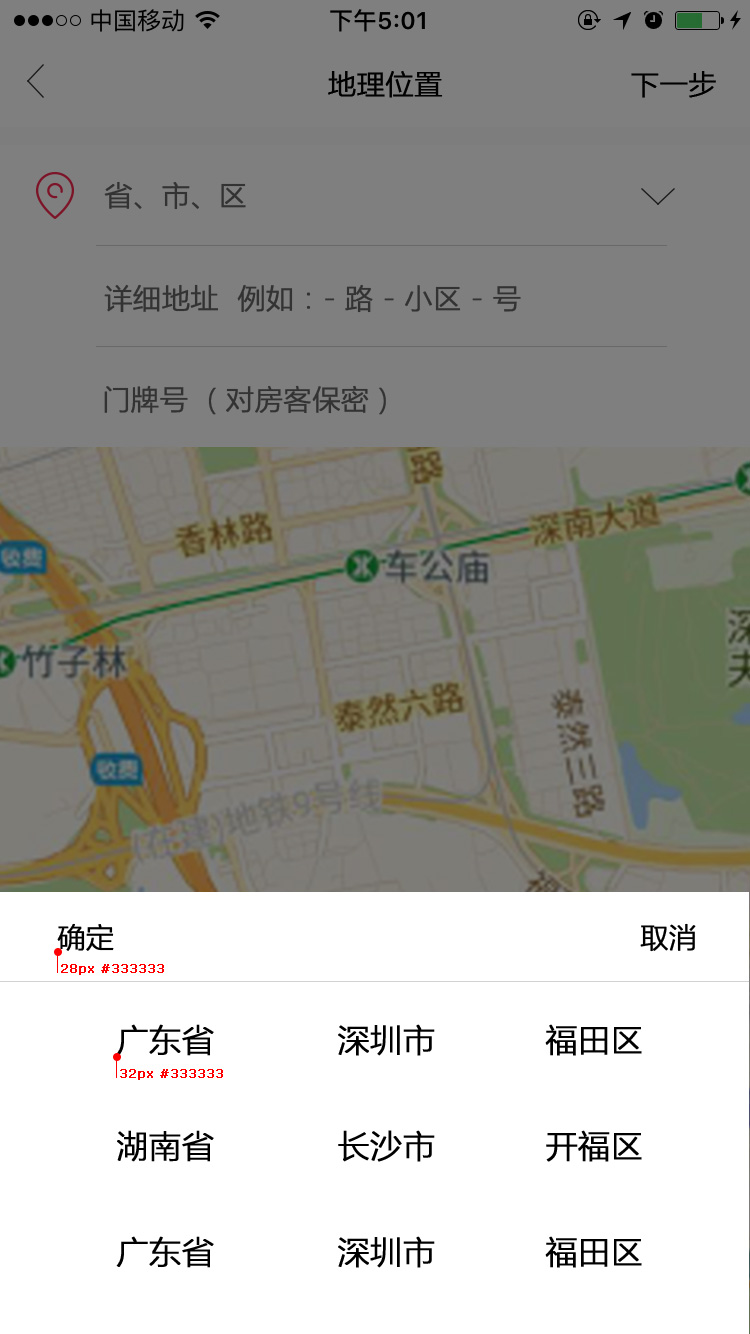 中国移动 下午5:01
地理位置 下一步
省、市、区
详细地址 例如：- 路 - 小区 - 号
门牌号（对房客保密）
路
香林路
深南大道
收费
车公庙
竹子林
深
夫
泰然六路
泰然三路
收费
(在建)地铁9号线
福
确定 取消
28px #333333
广东省 深圳市 福田区
32px #333333
湖南省 长沙市 开福区
广东省 深圳市 福田区